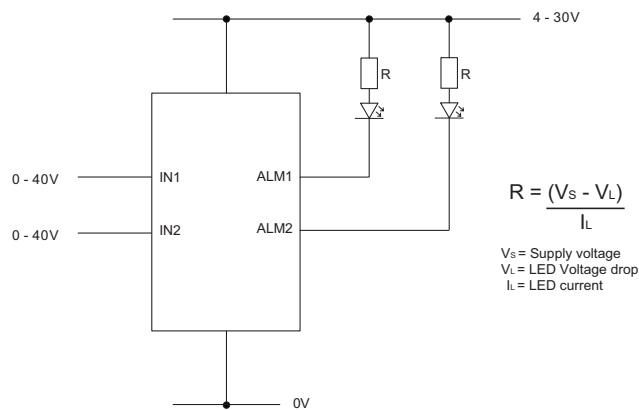 4 - 30V
R
R
0 - 40V
IN1
ALM1
0 - 40V
IN2
ALM2
R = (VS - VL)
IL
VS = Supply voltage
VL = LED Voltage drop
IL = LED current
0V